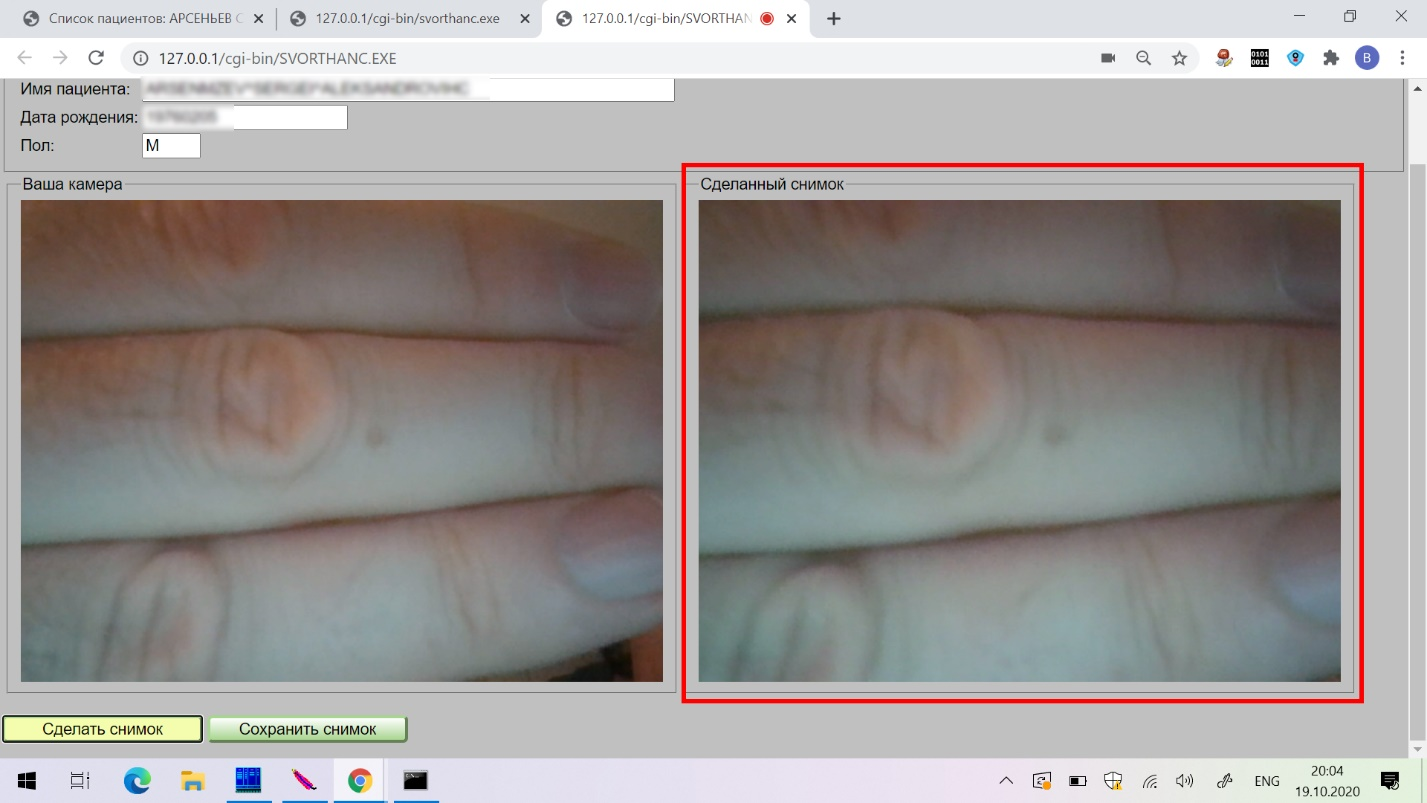 Список пациентов: АРСЕНЬЕВ С
127.0.0.1/cgi-bin/svorthanc.exe
127.0.0.1/cgi-bin/SVORTHAN
127.0.0.1/cgi-bin/SVORTHANC.EXE
0101
0011
B
Имя пациента:
Дата рождения:
Пол: M
Ваша камера
Сделанный снимок
Сделать снимок
Сохранить снимок
ENG
20:04
19.10.2020